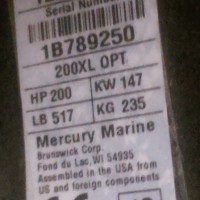 Serial Number
1B789250
200XL OPT
HP 200 KW 147
LB 517 KG 235
Mercury Marine
Brunswick Corp.
Fond du Lac, WI 54935
Assembled in the USA from
US and foreign components